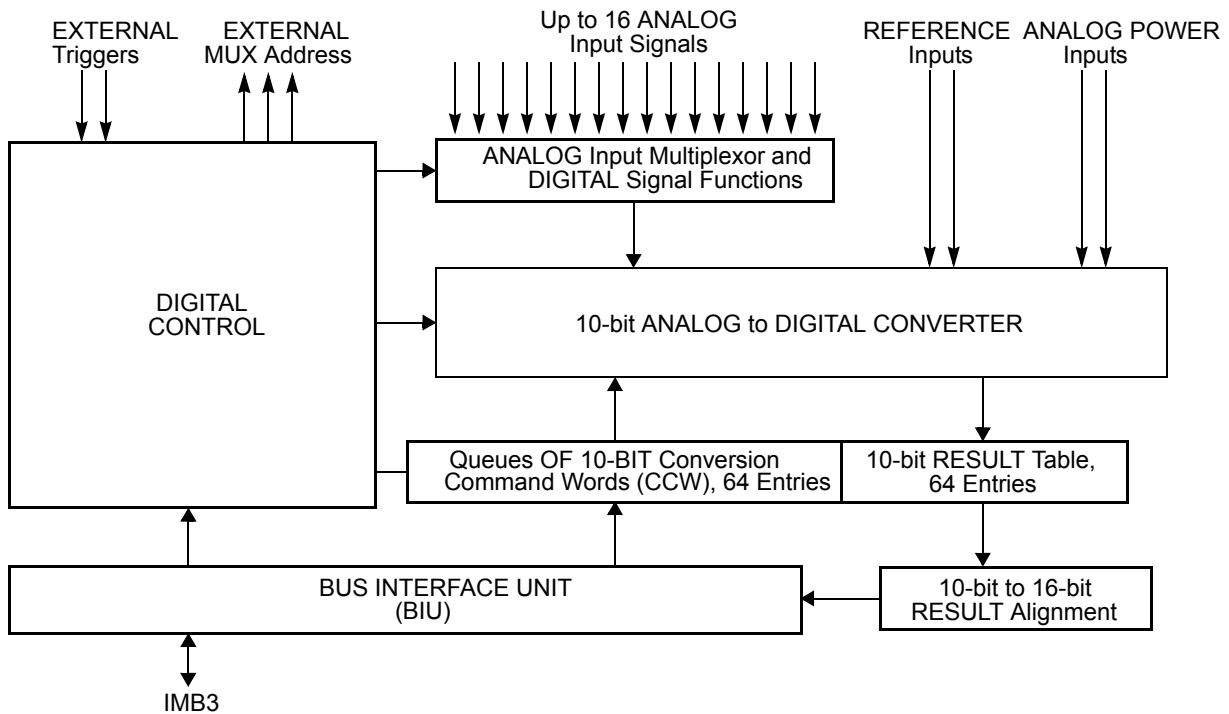 EXTERNAL
Triggers
EXTERNAL
MUX Address
Up to 16 ANALOG
Input Signals
REFERENCE
Inputs
ANALOG POWER
Inputs
ANALOG Input Multiplexor and
DIGITAL Signal Functions
DIGITAL
CONTROL
10-bit ANALOG to DIGITAL CONVERTER
Queues OF 10-BIT Conversion
Command Words (CCW), 64 Entries
10-bit RESULT Table,
64 Entries
BUS INTERFACE UNIT
(BIU)
10-bit to 16-bit
RESULT Alignment
IMB3